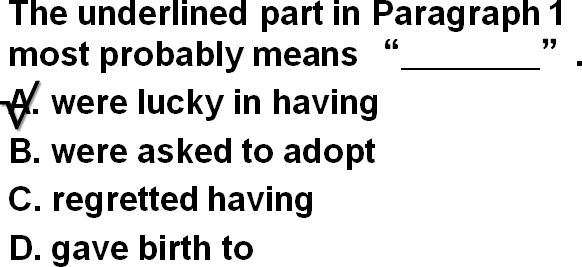 The underlined part in Paragraph 1
most probably means “________” .
A. were lucky in having
B. were asked to adopt
C. regretted having
D. gave birth to